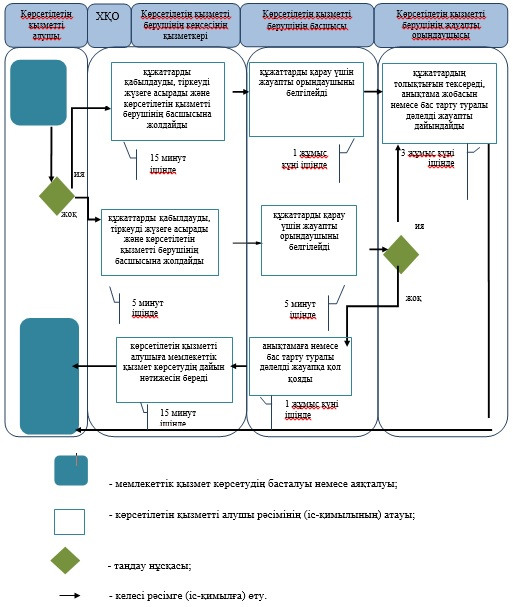 Көрсетілетін
қызметті
алушы
ХҚО
Көрсетілетін қызметті
берушінің кеңсесінің
қызметкері
Көрсетілетін қызметті
берушінің басшысы
Көрсетілетін қызметті
берушінің жауапты
орындаушысы
құжаттарды
қабылдауды, тіркеуді
жүзеге асырады және
көрсетілетін қызметті
берушінің басшысына
жолдайды
құжаттарды қарау үшін
жауапты орындаушыны
белгілейді
құжаттардың
толықтығын тексереді,
анықтама жобасын
немесе бас тарту туралы
дәлелді жауапты
дайындайды
15 минут
ішінде
1 жұмыс
күні ішінде
3 жұмыс күні
ішінде
ия
жоқ
құжаттарды қабылдауды,
тіркеуді жүзеге асырады
және көрсетілетін
қызметті берушінің
басшысына жолдайды
құжаттарды қарау
үшін жауапты
орындаушыны
белгілейді
ия
жоқ
5 минут
ішінде
5 минут
ішінде
көрсетілетін қызметті
алушыға мемлекеттік
қызмет көрсетудің дайын
нәтижесін береді
анықтамаға немесе
бас тарту туралы
дәлелді жауапқа қол
қояды
15 минут
ішінде
1 жұмыс күні
ішінде
- мемлекеттік қызмет көрсетудің басталуы немесе аяқталуы;
- көрсетілетін қызметті алушы рәсімінің (іс-қимылының) атауы;
- таңдау нұсқасы;
- келесі рәсімге (іс-қимылға) өту.